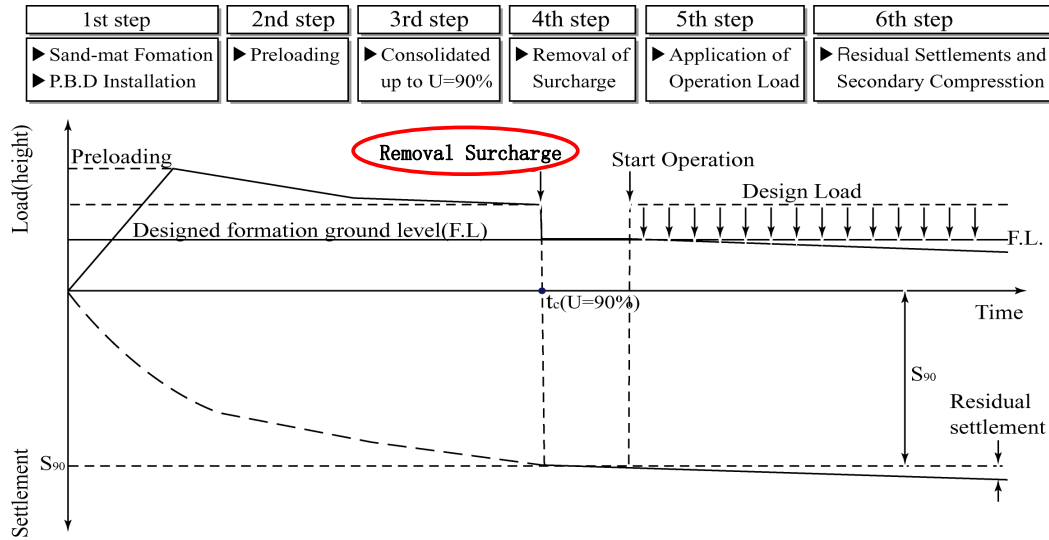 1st step
2nd step
3rd step
4th step
5th step
6th step
▶ Sand-mat Fomation
▶ P.B.D Installation
▶ Preloading
▶ Consolidated
up to U=90%
▶ Removal of
Surcharge
▶ Application of
Operation Load
▶ Residual Settlements and
Secondary Compresstion
Load(height)
Preloading
Removal Surcharge
Start Operation
Design Load
Designed formation ground level(F.L)
F.L.
tc(U=90%)
Time
S90
Residual
settlement
S90
Settlement